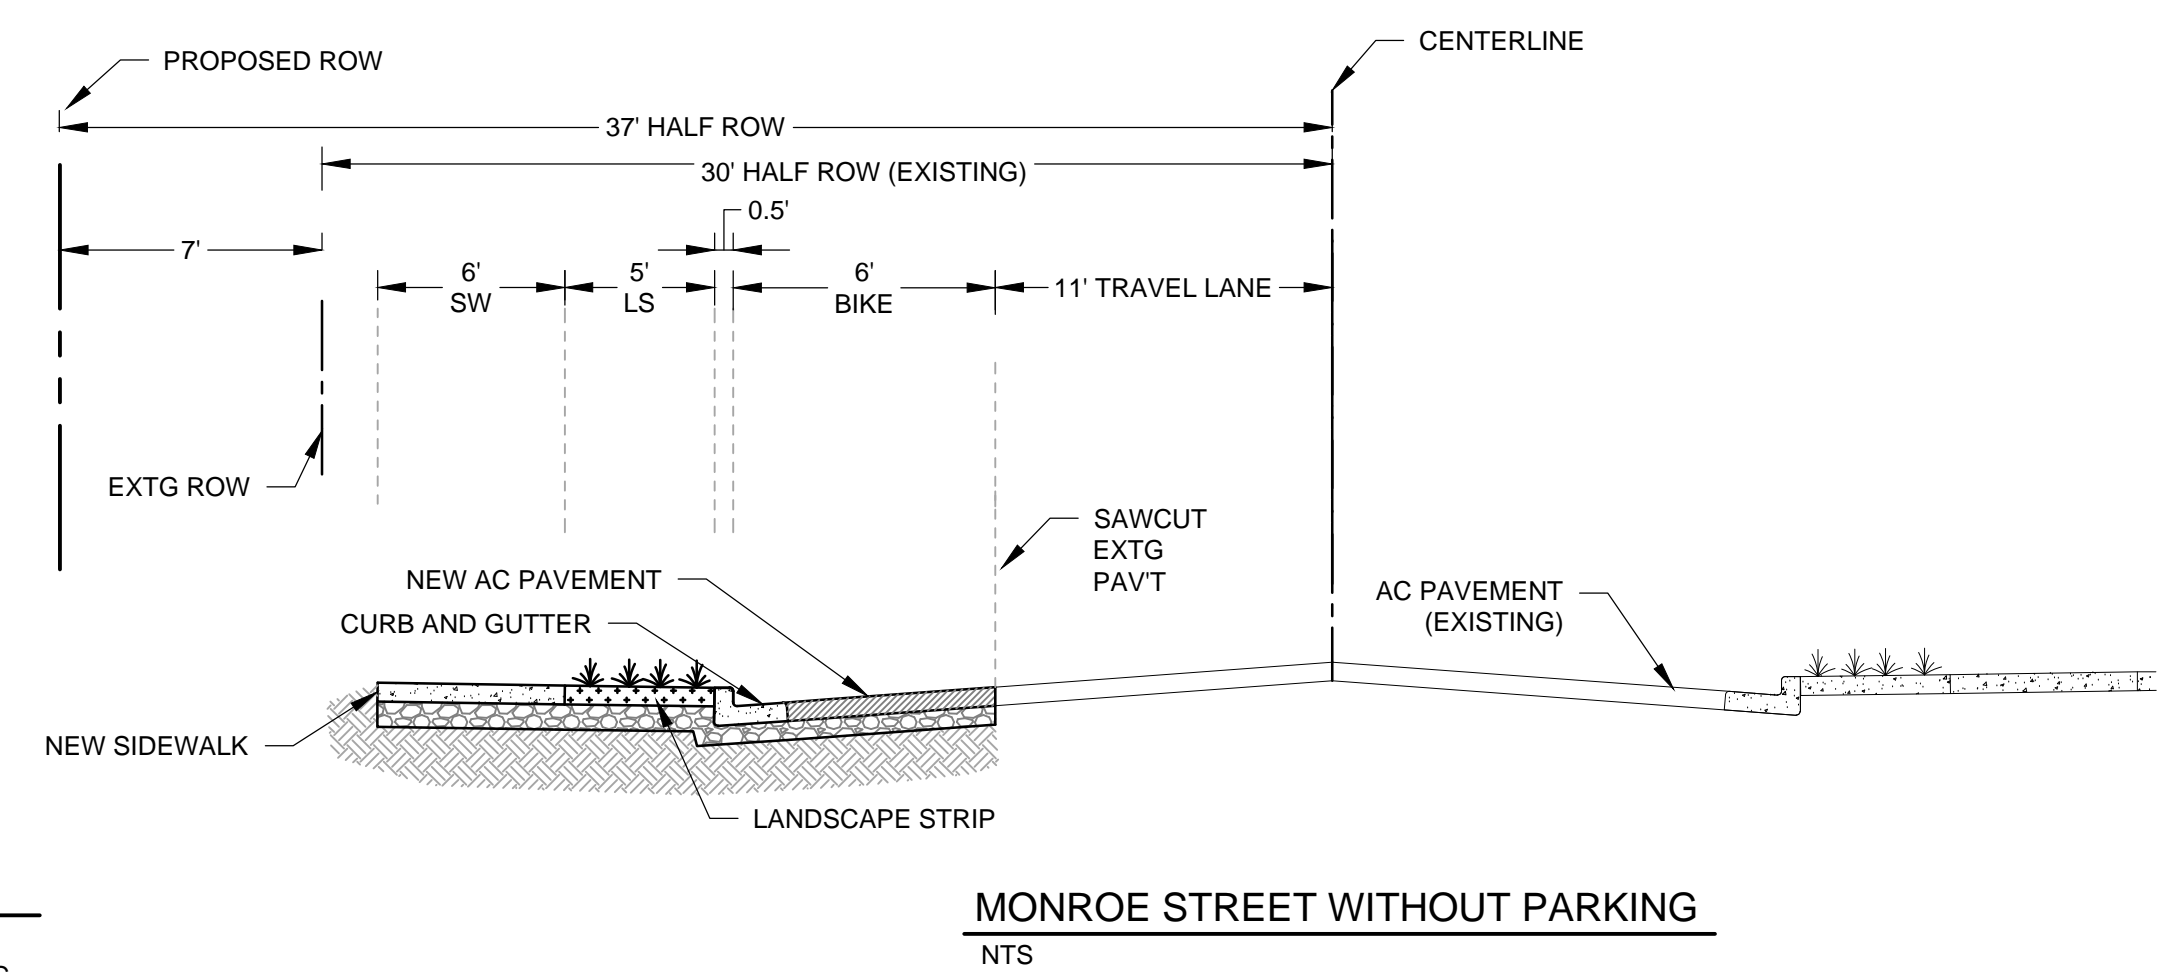 CENTERLINE
PROPOSED ROW
37' HALF ROW
30' HALF ROW (EXISTING)
0.5'
7'
6'
SW
5'
LS
6'
BIKE
11' TRAVEL LANE
EXTG ROW
SAWCUT
EXTG
PAV'T
NEW AC PAVEMENT
CURB AND GUTTER
AC PAVEMENT
(EXISTING)
NEW SIDEWALK
LANDSCAPE STRIP
MONROE STREET WITHOUT PARKING
NTS